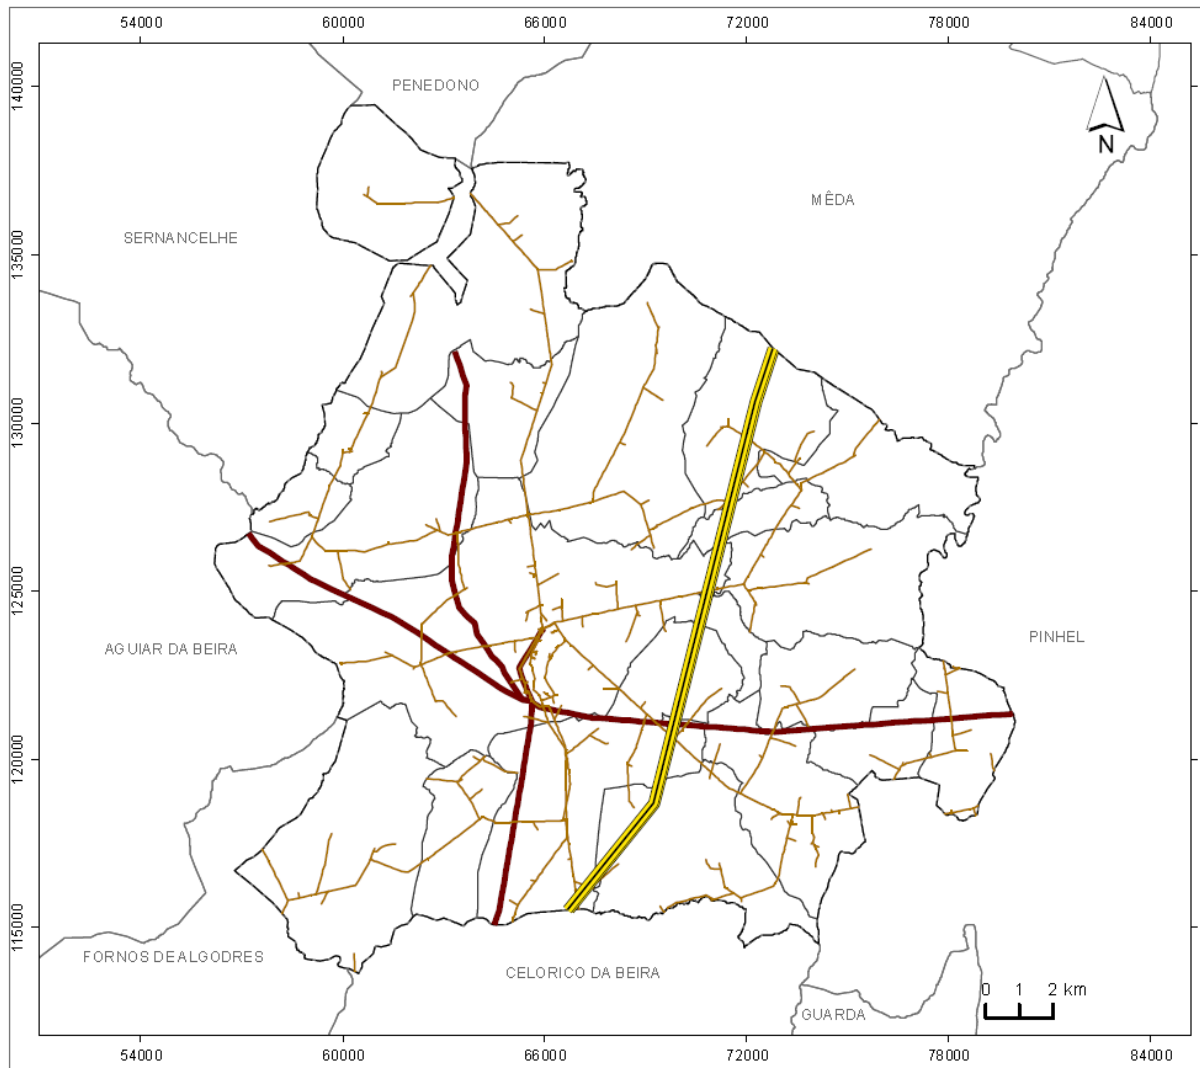 54000 60000 66000 72000 78000 84000
140000
135000
130000
125000
120000
115000
PENEDONO
N
MÊDA
SERNANCELHE
PINHEL
AGUIAR DA BEIRA
FORNOS DE ALGODRES
CELORICO DA BEIRA
0 1 2 km
GUARDA
54000 60000 66000 72000 78000 84000